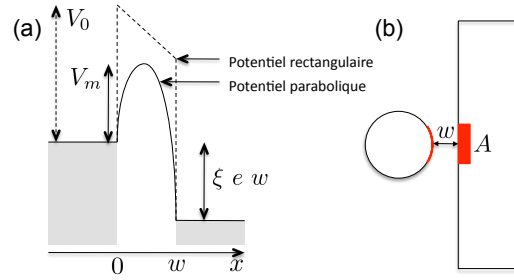 (a)
V₀
Vₘ
Potentiel rectangulaire
Potentiel parabolique
ξ e w
0
w
x
(b)
w
A